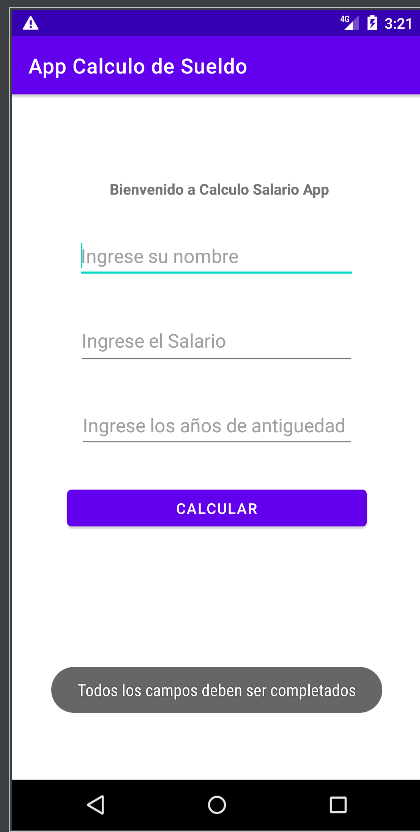 4G 3:21
App Calculo de Sueldo
Bienvenido a Calculo Salario App
Ingrese su nombre
Ingrese el Salario
Ingrese los años de antiguedad
CALCULAR
Todos los campos deben ser completados